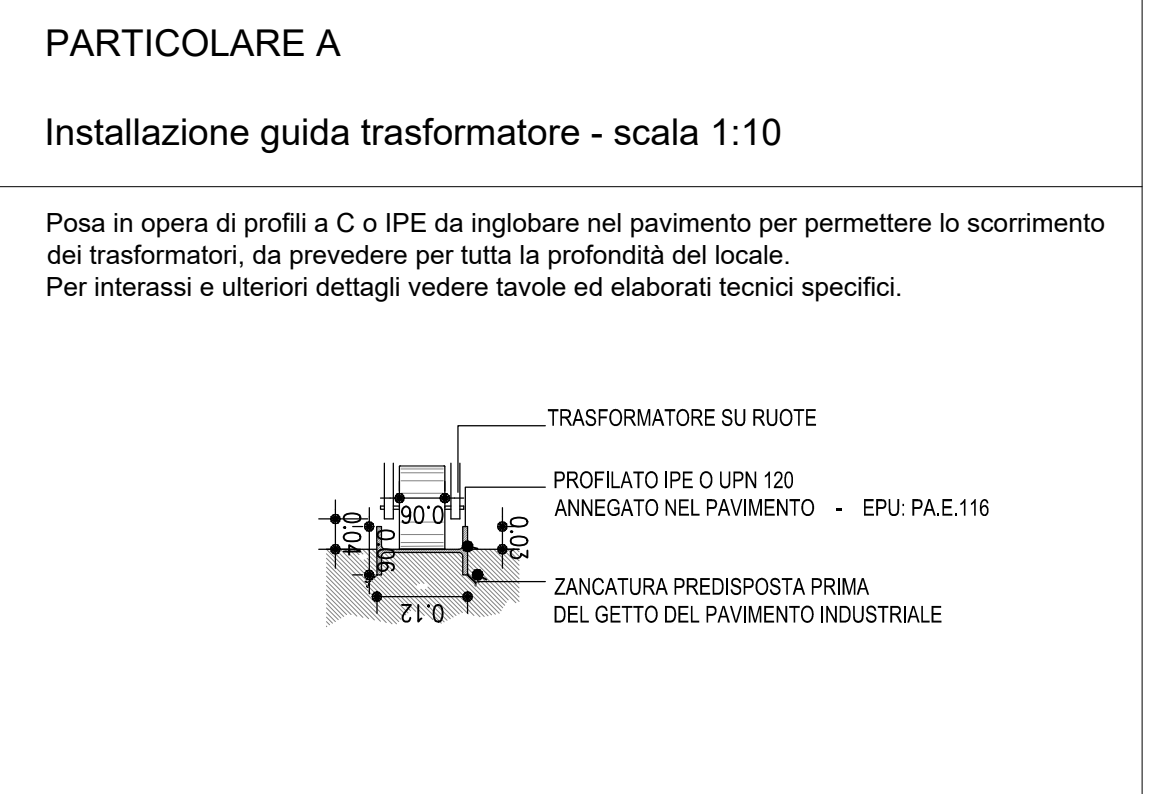 PARTICOLARE A
Installazione guida trasformatore - scala 1:10
Posa in opera di profili a C o IPE da inglobare nel pavimento per permettere lo scorrimento
dei trasformatori, da prevedere per tutta la profondità del locale.
Per interassi e ulteriori dettagli vedere tavole ed elaborati tecnici specifici.
TRASFORMATORE SU RUOTE
PROFILATO IPE O UPN 120
ANNEGATO NEL PAVIMENTO - EPU: PA.E.116
0.06
0.04
0.06
0.03
ZANCATURA PREDISPOSTA PRIMA
DEL GETTO DEL PAVIMENTO INDUSTRIALE
0.12